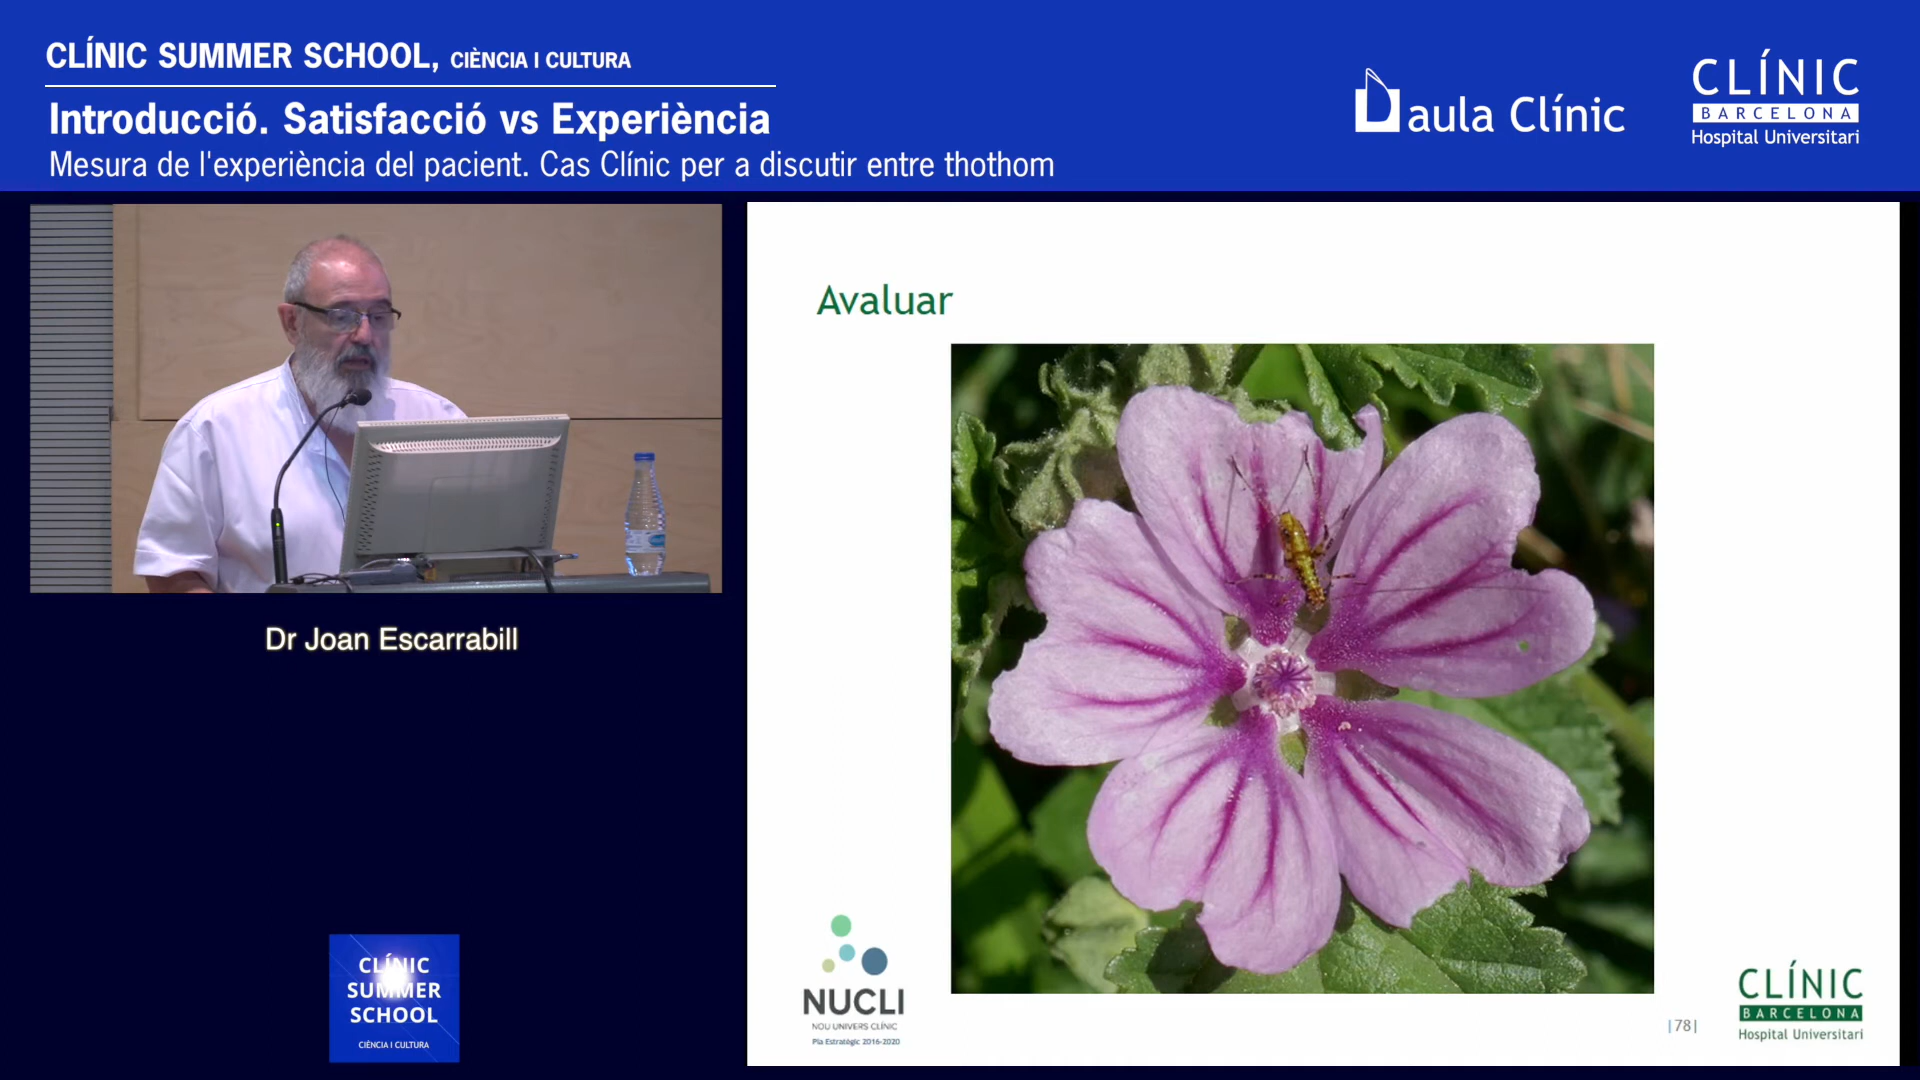 CLÍNIC SUMMER SCHOOL, CIÈNCIA I CULTURA
Introducció. Satisfacció vs Experiència
Mesura de l'experiència del pacient. Cas Clínic per a discutir entre thothom
aula Clínic
CLÍNIC
BARCELONA
Hospital Universitari
Dr Joan Escarrabill
CLÍNIC
SUMMER
SCHOOL
CIÈNCIA I CULTURA
Avaluar
NUCLI
NOU UNIVERS CLÍNIC
Pla Estratègic 2016-2020
|78|
CLÍNIC
BARCELONA
Hospital Universitari